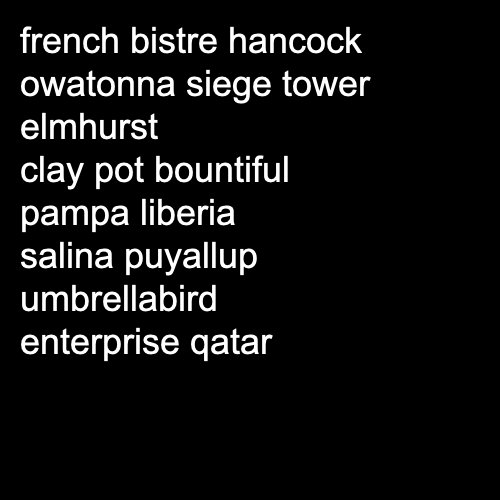 french bistre hancock
owatonna siege tower
elmhurst
clay pot bountiful
pampa liberia
salina puyallup
umbrellabird
enterprise qatar